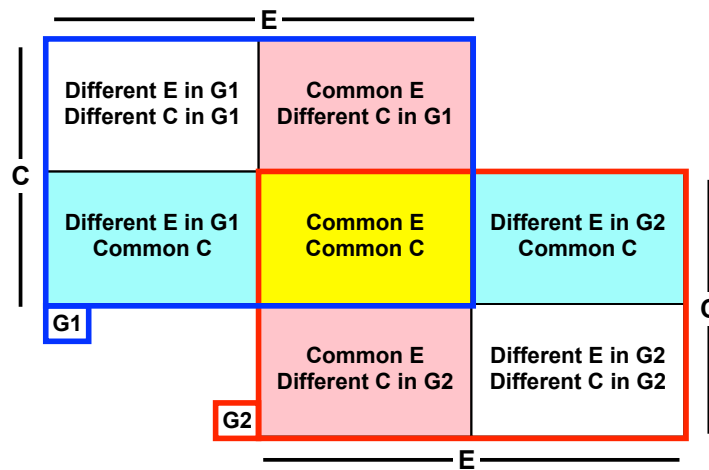 E
Different E in G1
Different C in G1
Common E
Different C in G1
C
Different E in G1
Common C
Common E
Common C
Different E in G2
Common C
G1
Common E
Different C in G2
Different E in G2
Different C in G2
G2
E